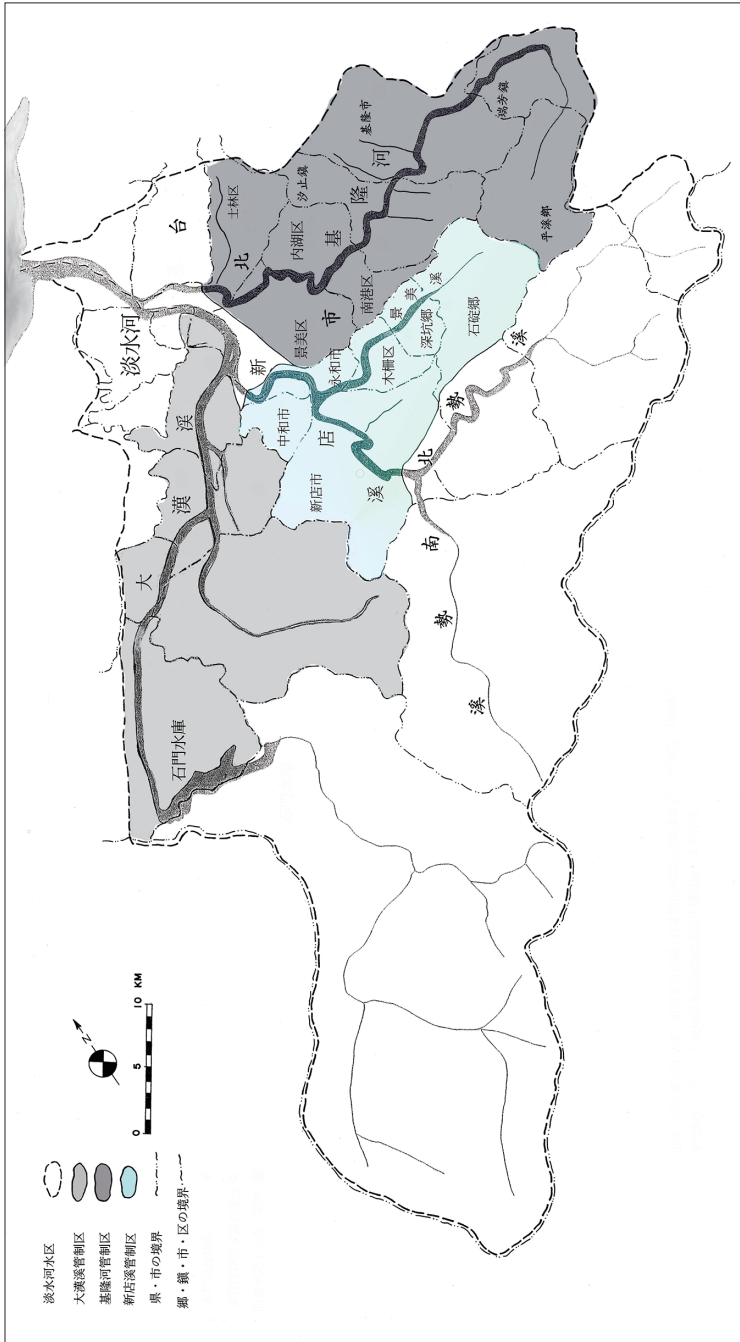 淡水河水区
大漢溪管制区
基隆河管制区
新店溪管制区
県・市の境界
郷・鎮・市・区の境界
0 5 10 KM
N
淡水河
台北市
士林区
汐止鎮
基隆市
瑞芳鎮
内湖区
基隆河
南港区
平溪郷
景美区
新店溪
永和市
中和市
木柵区
景美溪
深坑郷
石碇郷
新店市
大漢溪
石門水庫
北勢溪
南勢溪